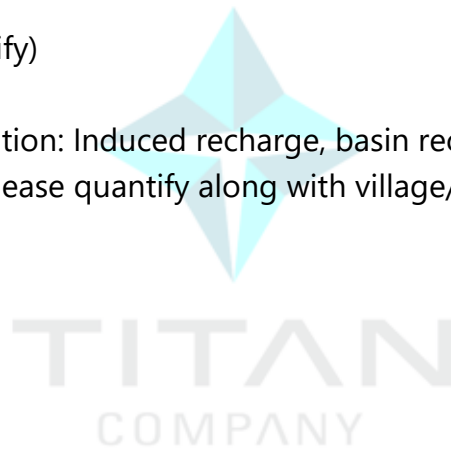 ify)
tion: Induced recharge, basin rec
ease quantify along with village/
TITAN
COMPANY